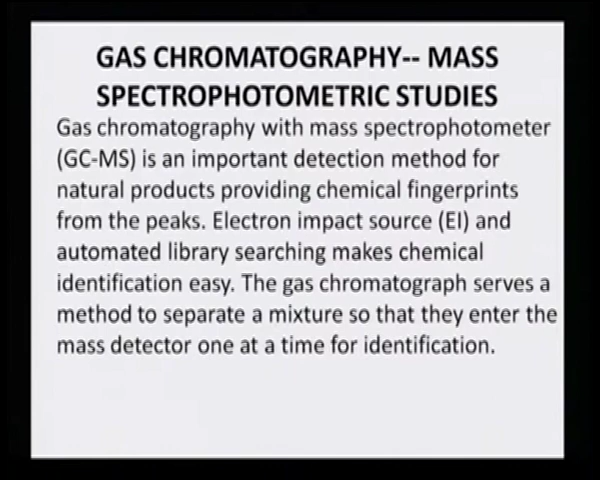 GAS CHROMATOGRAPHY-- MASS
SPECTROPHOTOMETRIC STUDIES
Gas chromatography with mass spectrophotometer
(GC-MS) is an important detection method for
natural products providing chemical fingerprints
from the peaks. Electron impact source (EI) and
automated library searching makes chemical
identification easy. The gas chromatograph serves a
method to separate a mixture so that they enter the
mass detector one at a time for identification.